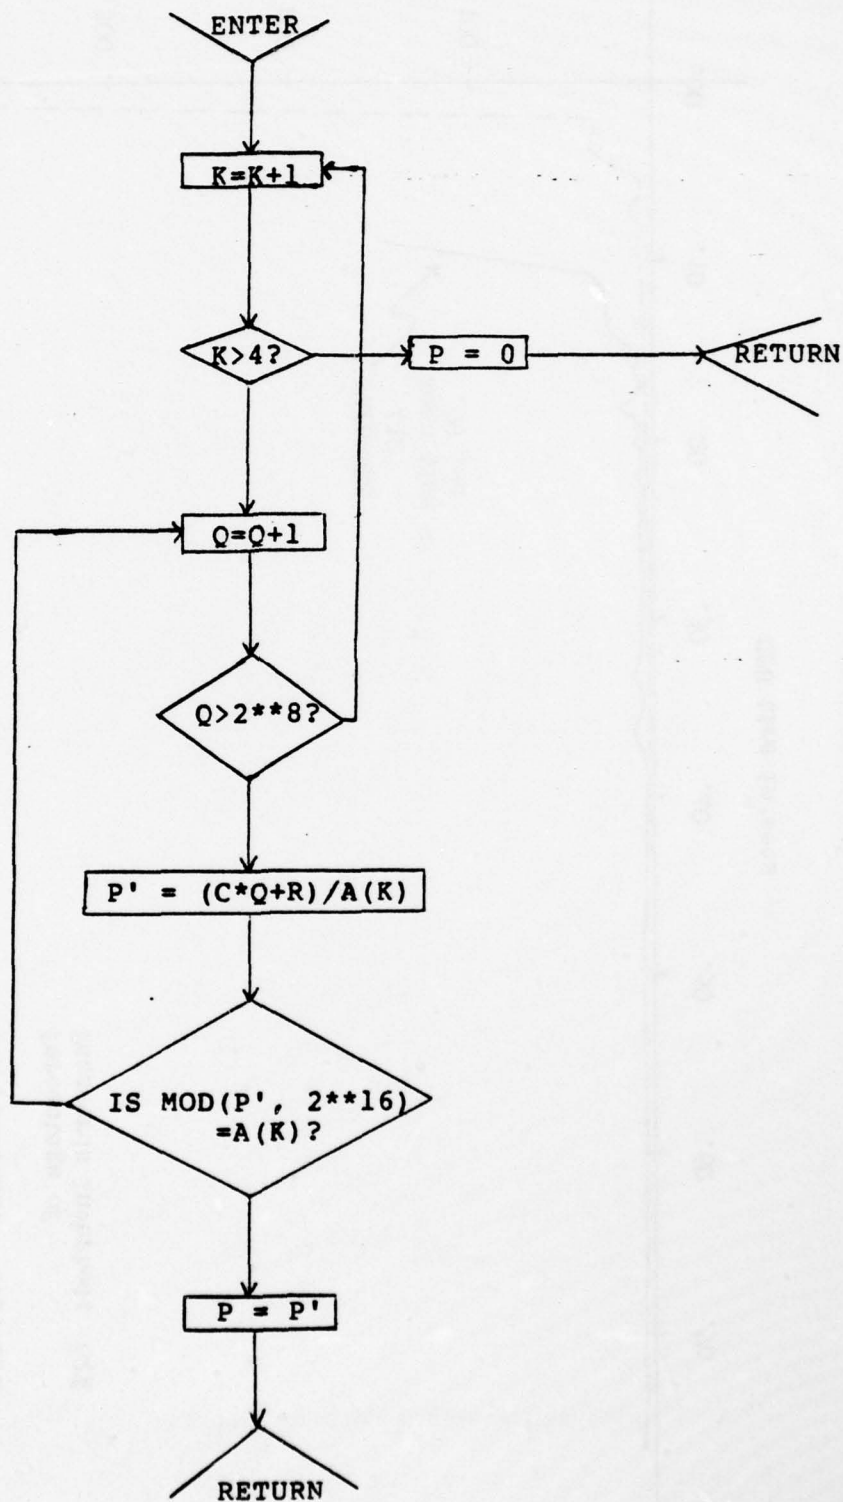 ENTER
K=K+1
K>4?
P = 0
RETURN
Q=Q+1
Q>2**8?
P' = (C*Q+R)/A(K)
IS MOD(P', 2**16)
=A(K)?
P = P'
RETURN